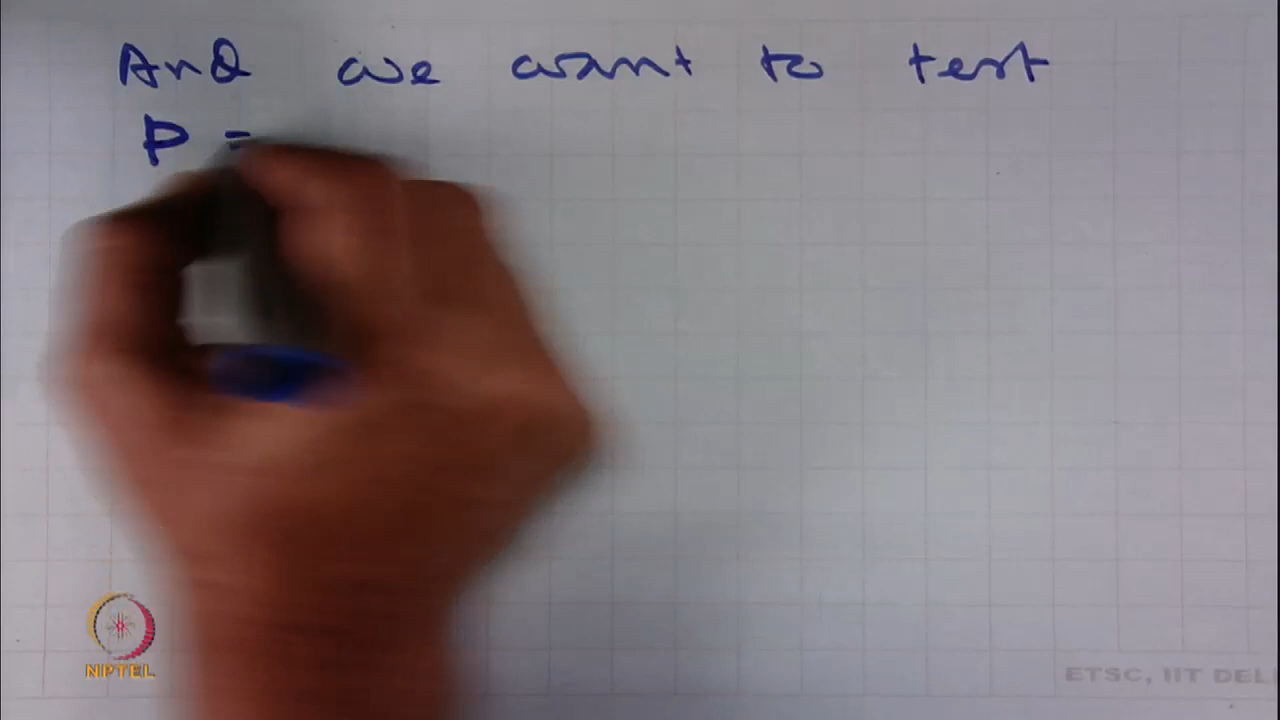 And we want to test
P =
NPTEL
ETSC, IIT DEL